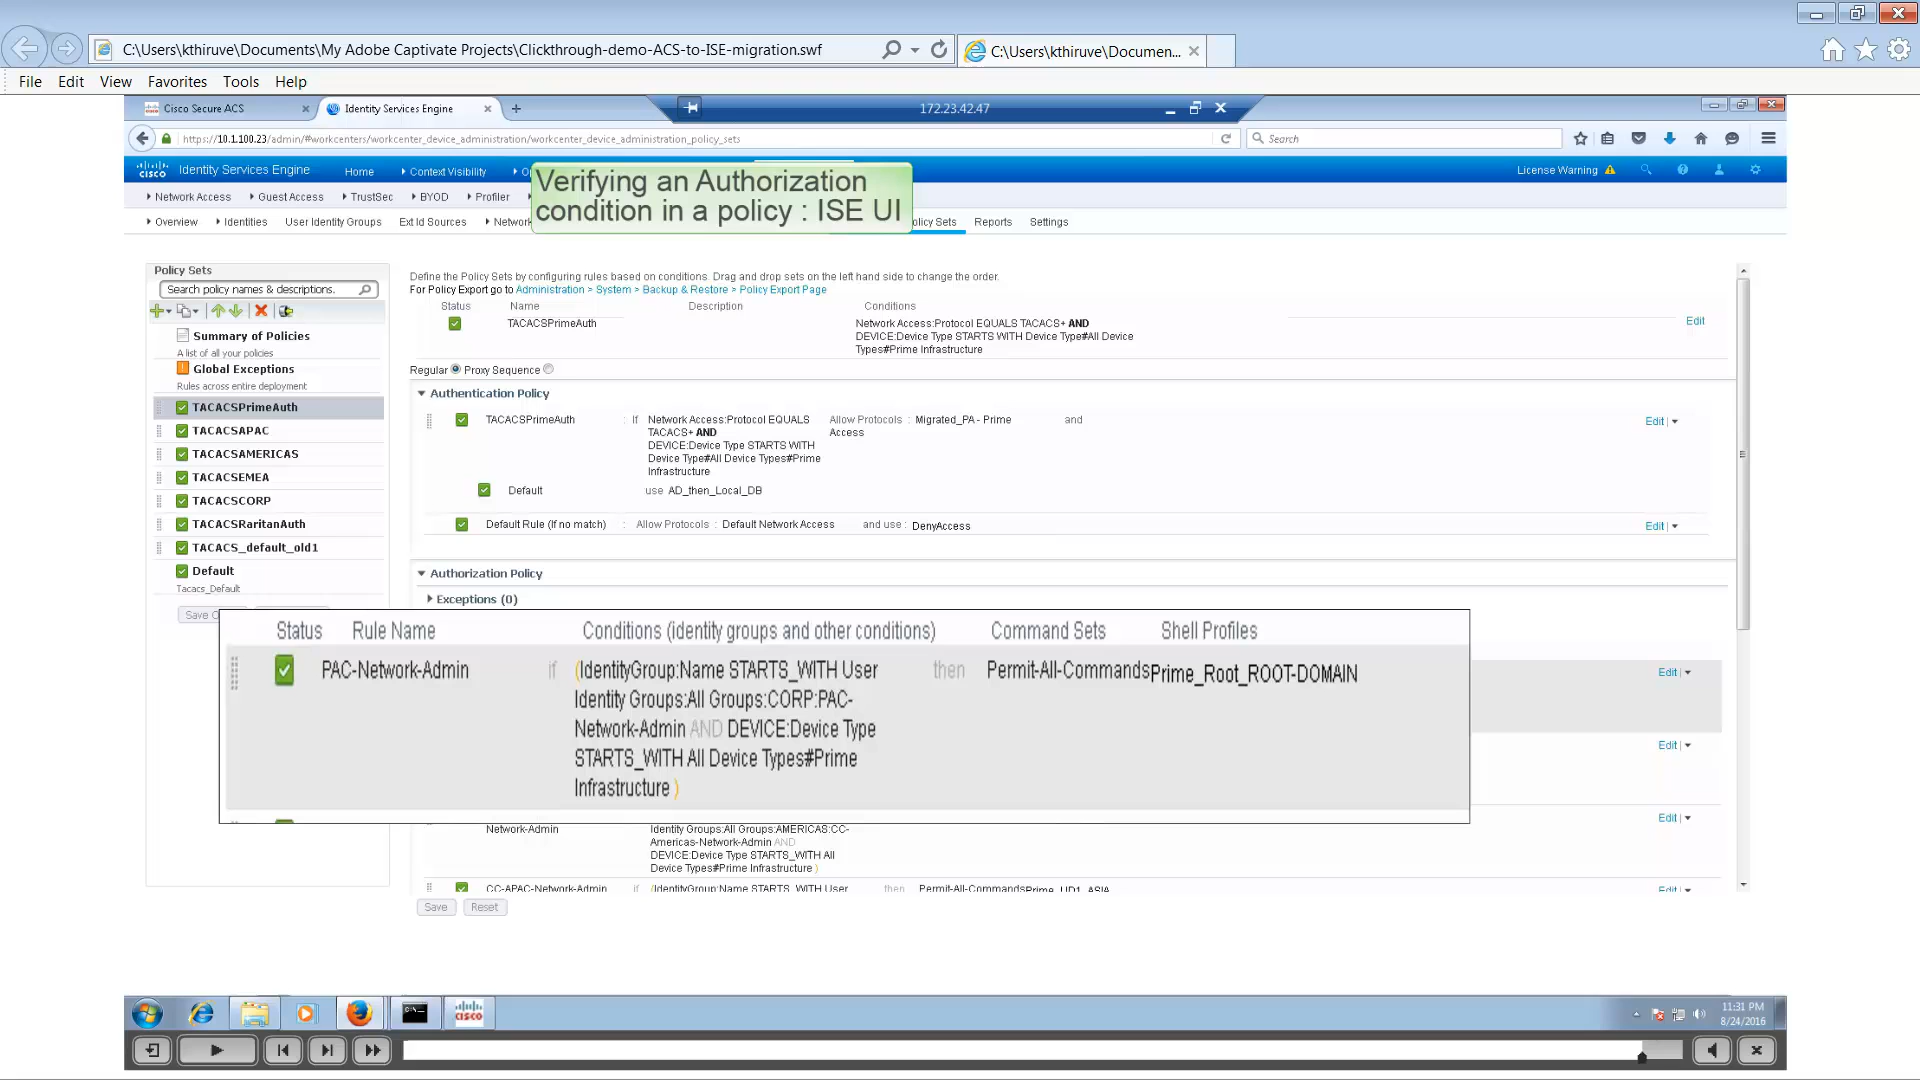 C:\Users\kthiruve\Documents\My Adobe Captivate Projects\Clickthrough-demo-ACS-to-ISE-migration.swf
C:\Users\kthiruve\Documen...
File Edit View Favorites Tools Help
Cisco Secure ACS
Identity Services Engine
172.23.42.47
https://10.1.100.23/admin/#workcenters/workcenter_device_administration/workcenter_device_administration_policy_sets
Search
cisco Identity Services Engine Home Context Visibility
License Warning
Network Access Guest Access TrustSec BYOD Profiler
Verifying an Authorization
condition in a policy : ISE UI
Overview Identities User Identity Groups Ext Id Sources Network
olicy Sets Reports Settings
Policy Sets
Search policy names & descriptions.
Summary of Policies
A list of all your policies
Global Exceptions
Rules across entire deployment
TACACSPrimeAuth
TACACSAPAC
TACACSAMERICAS
TACACSEMEA
TACACSCORP
TACACSRaritanAuth
TACACS_default_old1
Default
Tacacs_Default
Save
Define the Policy Sets by configuring rules based on conditions. Drag and drop sets on the left hand side to change the order.
For Policy Export go to Administration > System > Backup & Restore > Policy Export Page
Status Name Description Conditions
TACACSPrimeAuth
Network Access:Protocol EQUALS TACACS+ AND
DEVICE:Device Type STARTS WITH Device Type#All Device
Types#Prime Infrastructure
Edit
Regular Proxy Sequence
Authentication Policy
TACACSPrimeAuth : If Network Access:Protocol EQUALS
TACACS+ AND
DEVICE:Device Type STARTS WITH
Device Type#All Device Types#Prime
Infrastructure
Allow Protocols : Migrated_PA - Prime
Access
and
Edit
Default use AD_then_Local_DB
Default Rule (If no match) : Allow Protocols : Default Network Access and use : DenyAccess
Edit
Authorization Policy
Exceptions (0)
Status Rule Name Conditions (identity groups and other conditions) Command Sets Shell Profiles
PAC-Network-Admin if (IdentityGroup:Name STARTS_WITH User
Identity Groups:All Groups:CORP:PAC-
Network-Admin AND DEVICE:Device Type
STARTS_WITH All Device Types#Prime
Infrastructure )
then Permit-All-CommandsPrime_Root_ROOT-DOMAIN
Edit
Edit
Edit
Network-Admin Identity Groups:All Groups:AMERICAS:CC-
Americas-Network-Admin AND
DEVICE:Device Type STARTS_WITH All
Device Types#Prime Infrastructure )
CC-APAC-Network-Admin if (IdentityGroup:Name STARTS_WITH User then Permit-All-CommandsPrime_UD1_ASIA
Edit
Save Reset
cisco
11:31 PM
8/24/2016